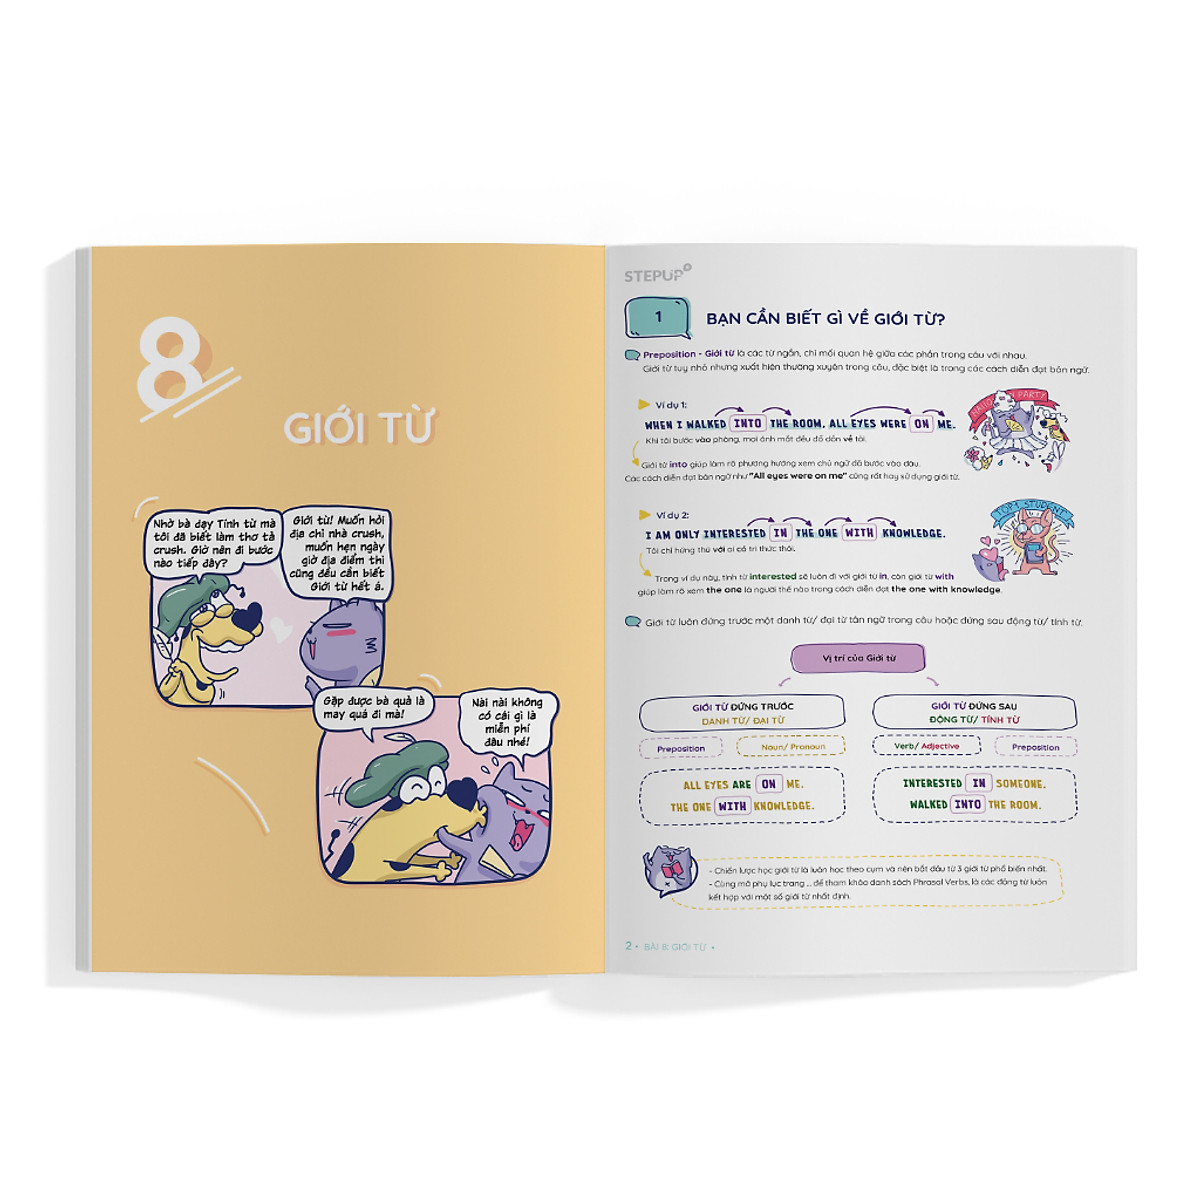 8
GIỚI TỪ
Nhờ bà dạy Tính từ mà
tôi đã biết làm thơ tả
crush. Giờ nên đi bước
nào tiếp đây?
Giới từ! Muốn hỏi
địa chỉ nhà crush,
muốn hẹn ngày
giờ địa điểm thì
cũng đều cần biết
Giới từ hết á.
Gặp được bà quả là
may quá đi mà!
Này này không
có cái gì là
miễn phí
đâu nhé!
STEPUP
1
BẠN CẦN BIẾT GÌ VỀ GIỚI TỪ?
Preposition - Giới từ là các từ ngắn, chỉ mối quan hệ giữa các phần trong câu với nhau.
Giới từ tuy nhỏ nhưng xuất hiện thường xuyên trong câu, đặc biệt là trong các cách diễn đạt bản ngữ.
Ví dụ 1:
WHEN I WALKED INTO THE ROOM, ALL EYES WERE ON ME.
Khi tôi bước vào phòng, mọi ánh mắt đều đổ dồn về tôi.
Giới từ into giúp làm rõ phương hướng xem chủ ngữ đã bước vào đâu.
Các cách diễn đạt bản ngữ như "All eyes were on me" cũng rất hay sử dụng giới từ.
PARTY
Ví dụ 2:
I AM ONLY INTERESTED IN THE ONE WITH KNOWLEDGE.
Tôi chỉ hứng thú với ai có tri thức thôi.
Trong ví dụ này, tính từ interested sẽ luôn đi với giới từ in, còn giới từ with
giúp làm rõ xem the one là người thế nào trong cách diễn đạt the one with knowledge.
TOP1 STUDENT
Giới từ luôn đứng trước một danh từ/ đại từ tân ngữ trong câu hoặc đứng sau động từ/ tính từ.
Vị trí của Giới từ
GIỚI TỪ ĐỨNG TRƯỚC
DANH TỪ/ ĐẠI TỪ
Preposition
Noun/ Pronoun
ALL EYES ARE ON ME.
THE ONE WITH KNOWLEDGE.
GIỚI TỪ ĐỨNG SAU
ĐỘNG TỪ/ TÍNH TỪ
Verb/ Adjective
Preposition
INTERESTED IN SOMEONE.
WALKED INTO THE ROOM.
- Chiến lược học giới từ là luôn học theo cụm và nên bắt đầu từ 3 giới từ phổ biến nhất.
- Cùng mở phụ lục trang ... để tham khảo danh sách Phrasal Verbs, là các động từ luôn
kết hợp với một số giới từ nhất định.
2 • BÀI 8: GIỚI TỪ •